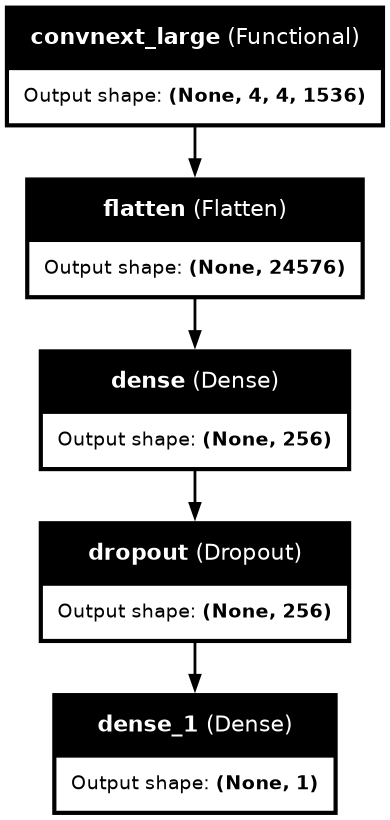 convnext_large (Functional)
Output shape: (None, 4, 4, 1536)
flatten (Flatten)
Output shape: (None, 24576)
dense (Dense)
Output shape: (None, 256)
dropout (Dropout)
Output shape: (None, 256)
dense_1 (Dense)
Output shape: (None, 1)